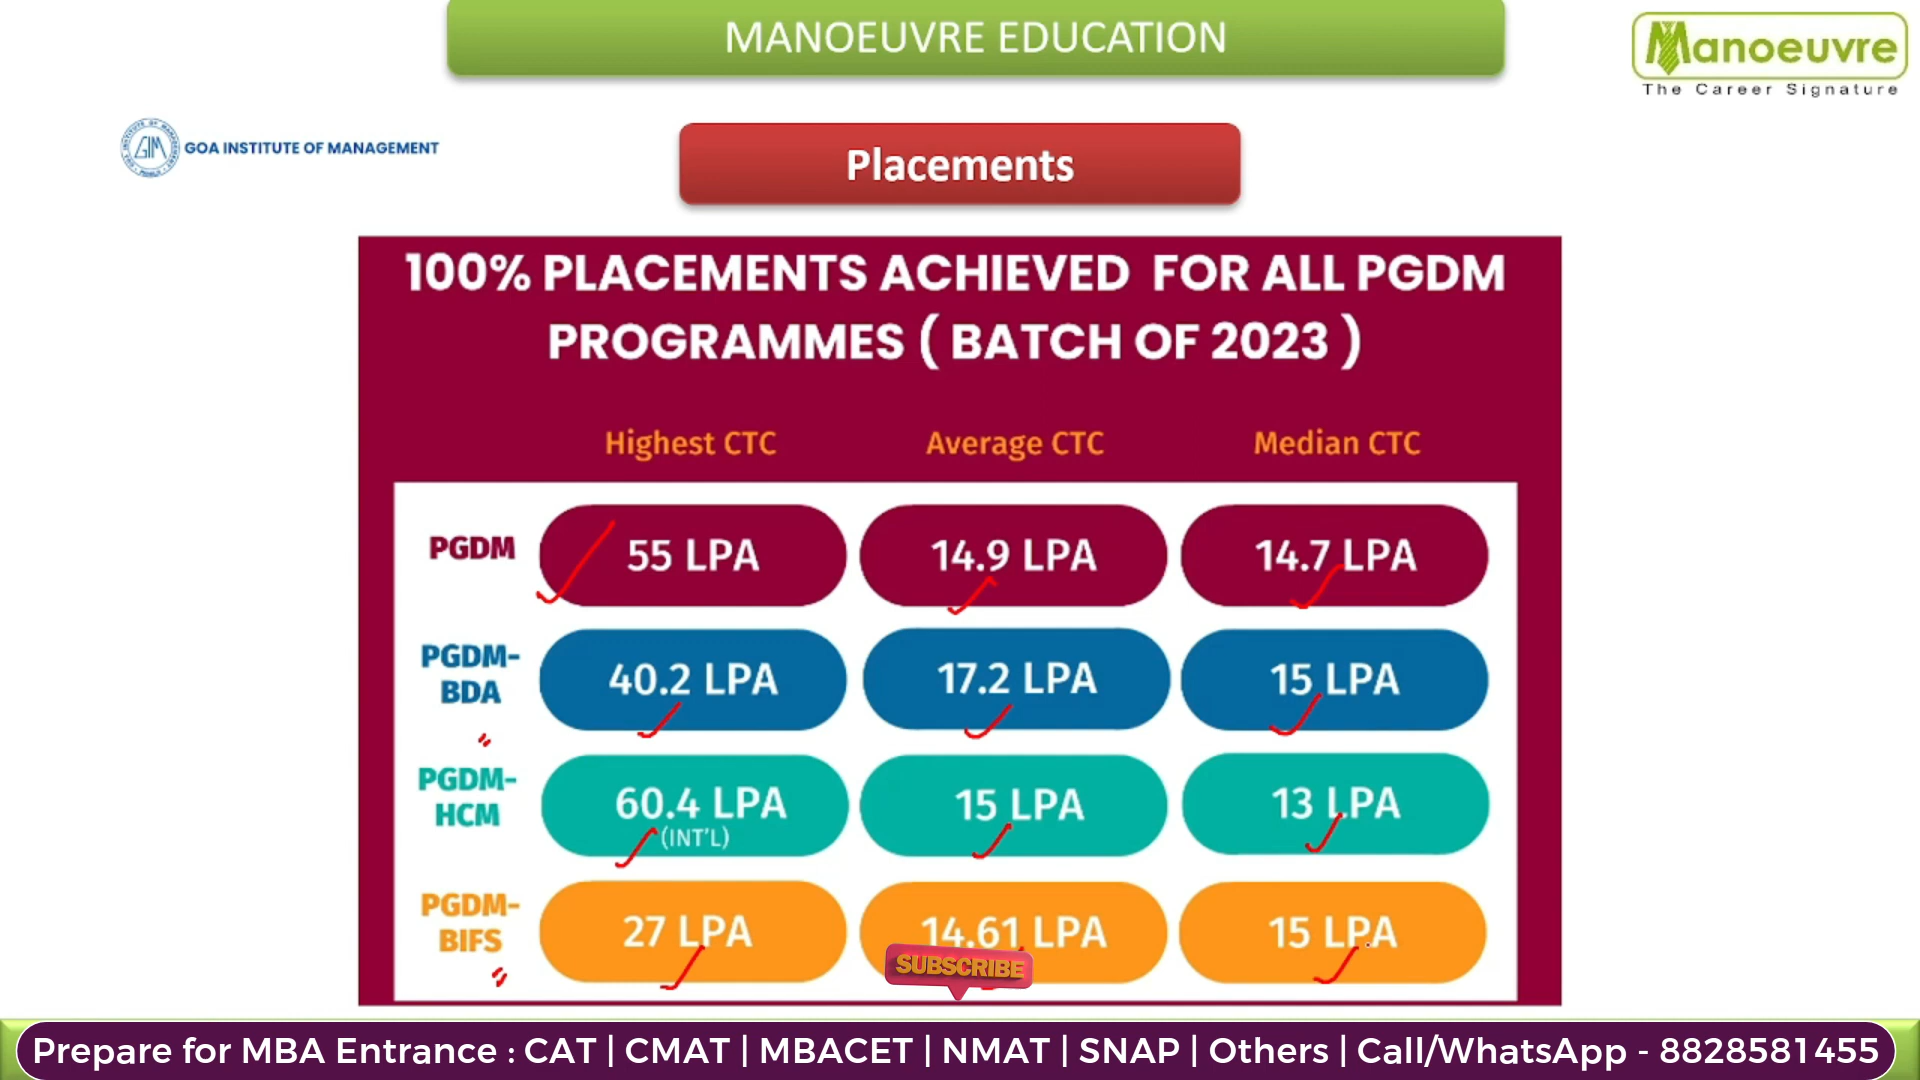 MANOEUVRE EDUCATION
Manoeuvre
The Career Signature
GIM
GOA INSTITUTE OF MANAGEMENT
Placements
100% PLACEMENTS ACHIEVED FOR ALL PGDM
PROGRAMMES ( BATCH OF 2023 )
Highest CTC Average CTC Median CTC
PGDM 55 LPA 14.9 LPA 14.7 LPA
PGDM-
BDA
40.2 LPA 17.2 LPA 15 LPA
PGDM-
HCM
60.4 LPA
(INT'L)
15 LPA 13 LPA
PGDM-
BIFS
27 LPA 14.61 LPA 15 LPA
SUBSCRIBE
Prepare for MBA Entrance : CAT | CMAT | MBACET | NMAT | SNAP | Others | Call/WhatsApp - 8828581455